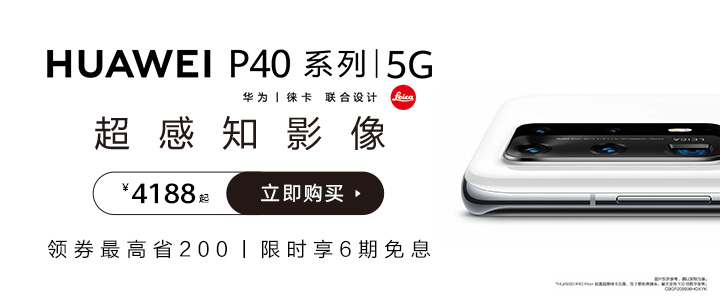 HUAWEI P40 系列|5G
华为 | 徕卡 联合设计 Leica
超感知影像
¥4188起 立即购买
领券最高省200 | 限时享6期免息
LEICA